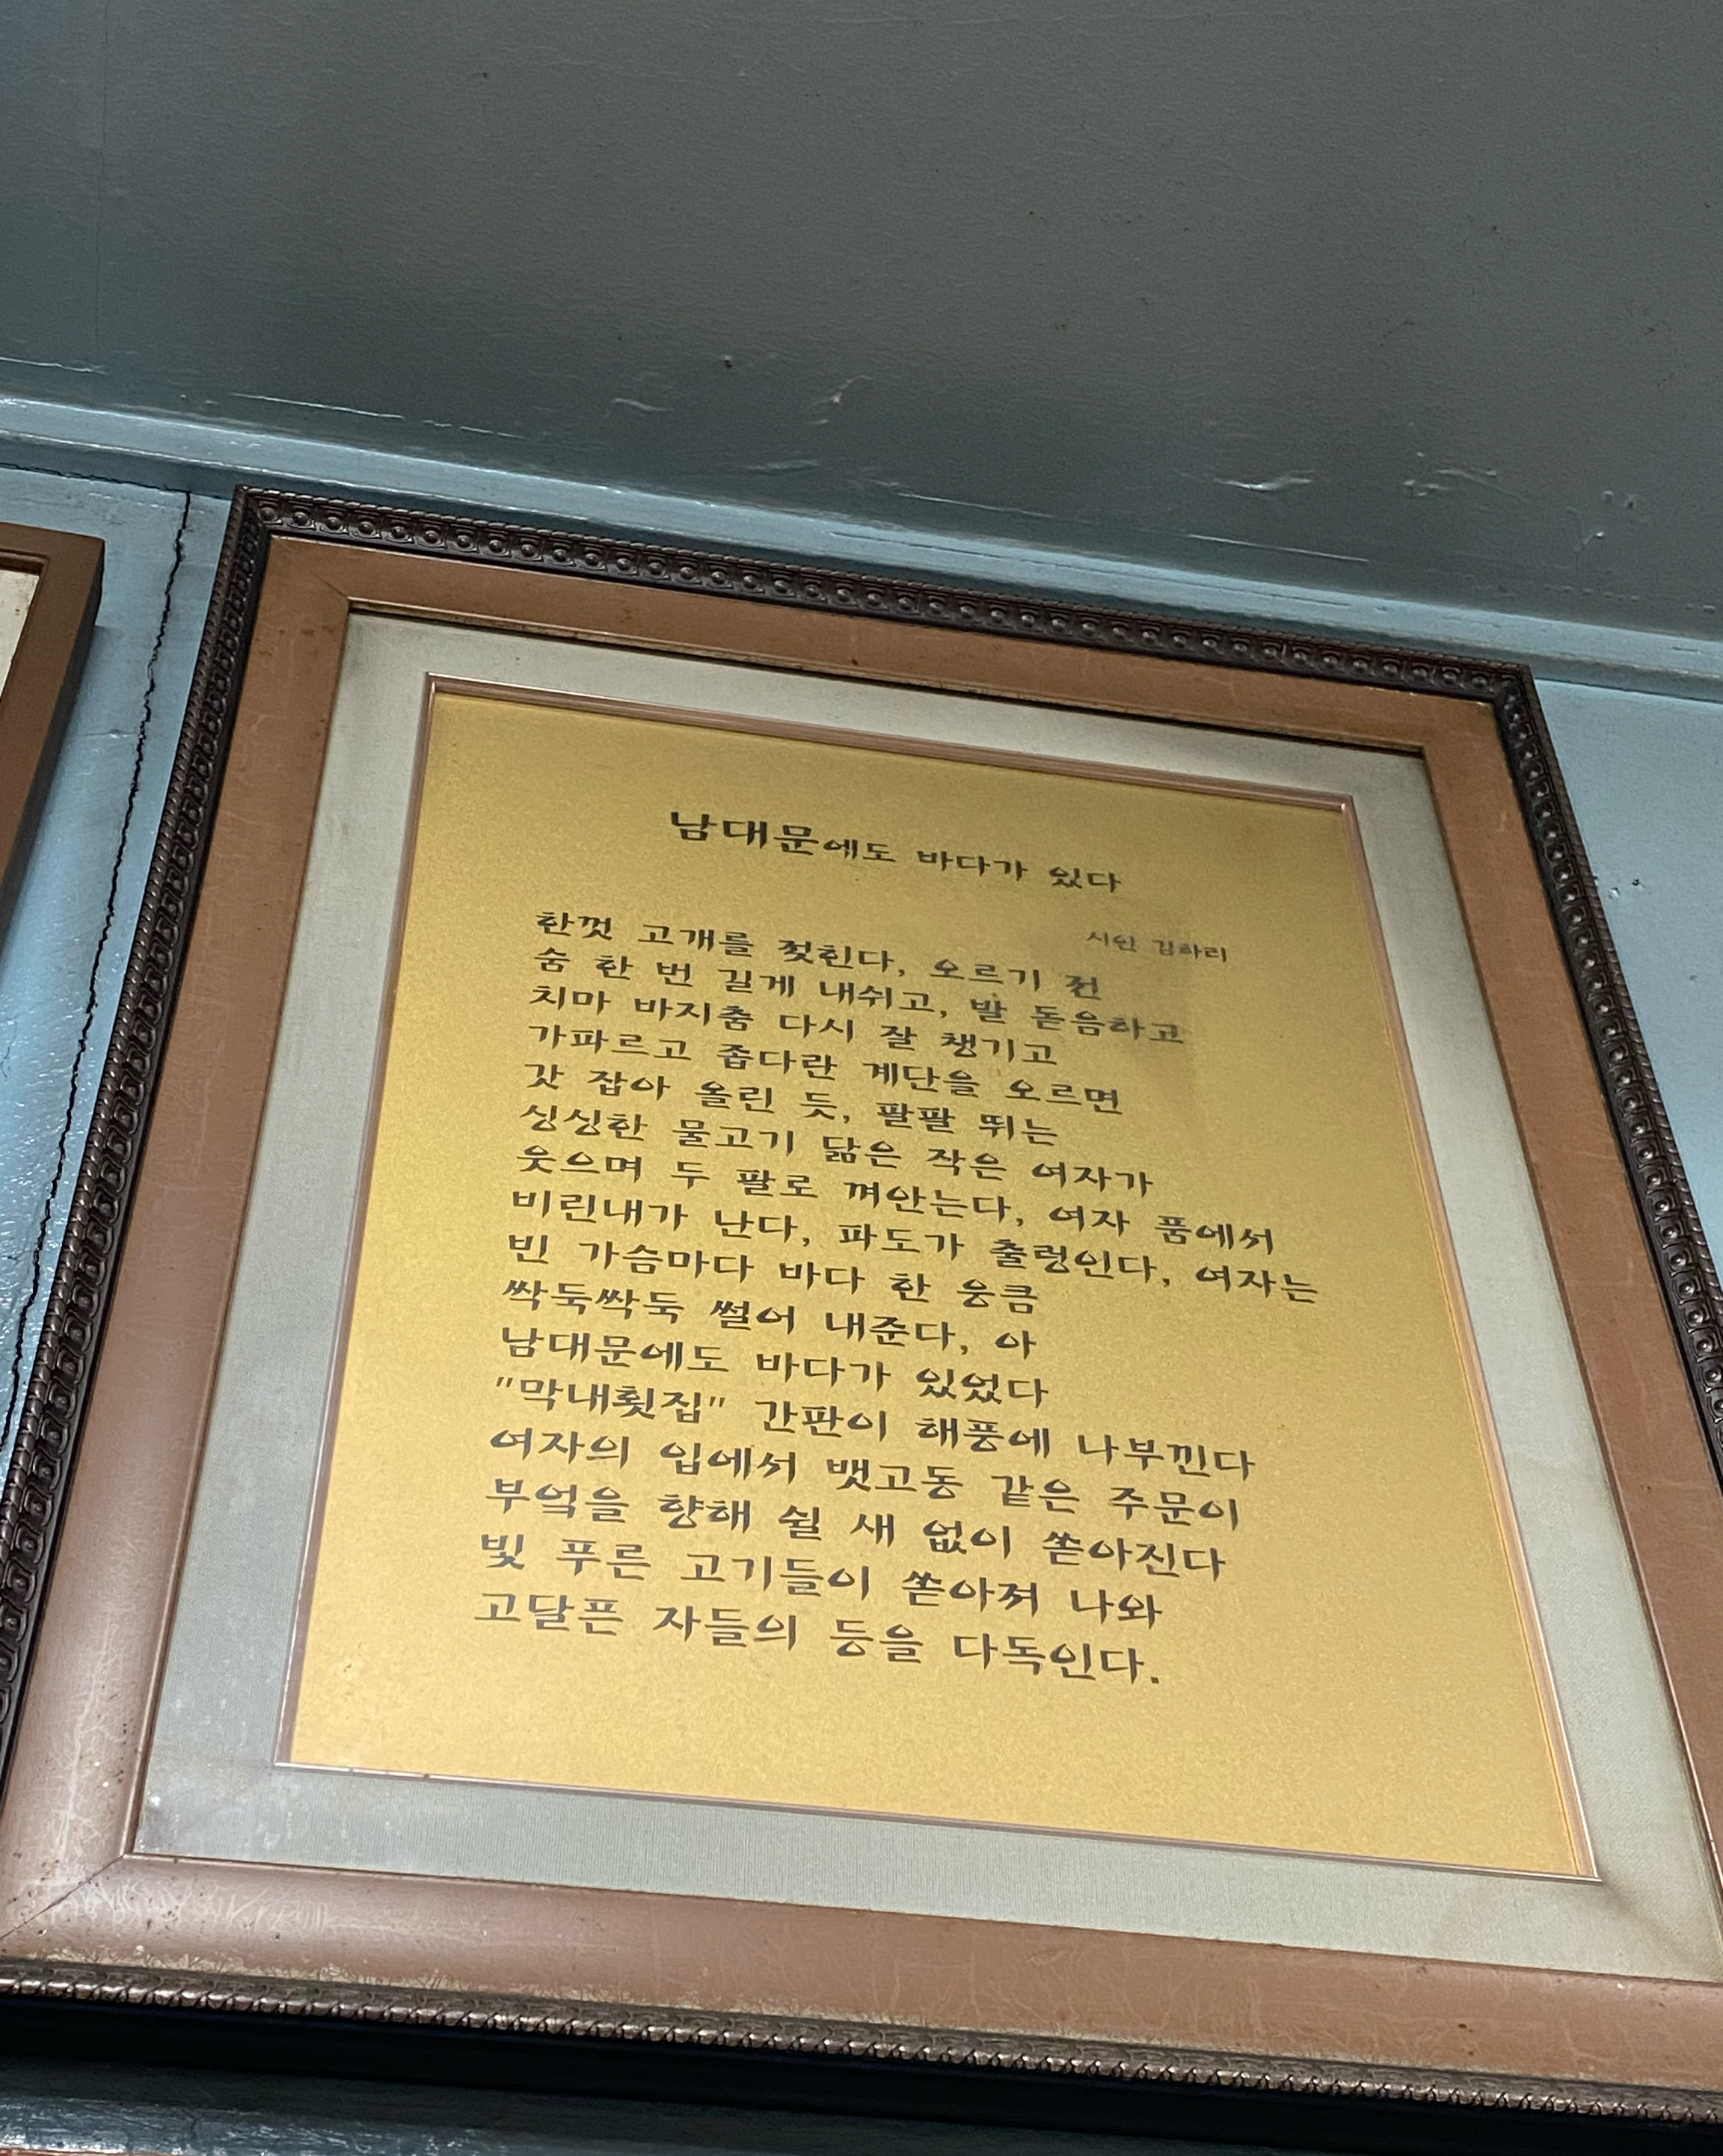 남대문에도 바다가 있다
시인 김하리
한껏 고개를 젖힌다, 오르기 전
숨 한 번 길게 내쉬고, 발 돋음하고
치마 바지춤 다시 잘 챙기고
가파르고 좁다란 계단을 오르면
갓 잡아 올린 듯, 팔팔 뛰는
싱싱한 물고기 닮은 작은 여자가
웃으며 두 팔로 껴안는다, 여자 품에서
비린내가 난다, 파도가 출렁인다, 여자는
빈 가슴마다 바다 한 웅큼
싹둑싹둑 썰어 내준다, 아
남대문에도 바다가 있었다
"막내횟집" 간판이 해풍에 나부낀다
여자의 입에서 뱃고동 같은 주문이
부엌을 향해 쉴 새 없이 쏟아진다
빛 푸른 고기들이 쏟아져 나와
고달픈 자들의 등을 다독인다.